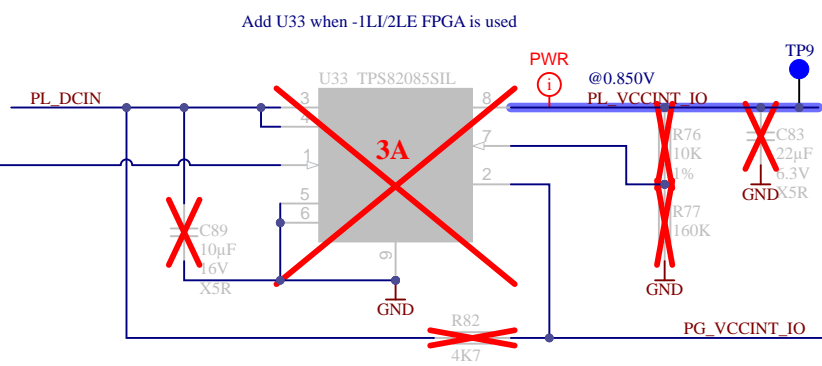 Add U33 when -1LI/2LE FPGA is used
TP9
PWR
i
U33 TPS82085SIL
@0.850V
PL_DCIN
3
8
PL_VCCINT_IO
4
3A
7
R76
C83
10K
22µF
1
1%
6.3V
2
GND
X5R
5
6
R77
C89
160K
10µF
9
16V
X5R
GND
GND
R82
PG_VCCINT_IO
4K7